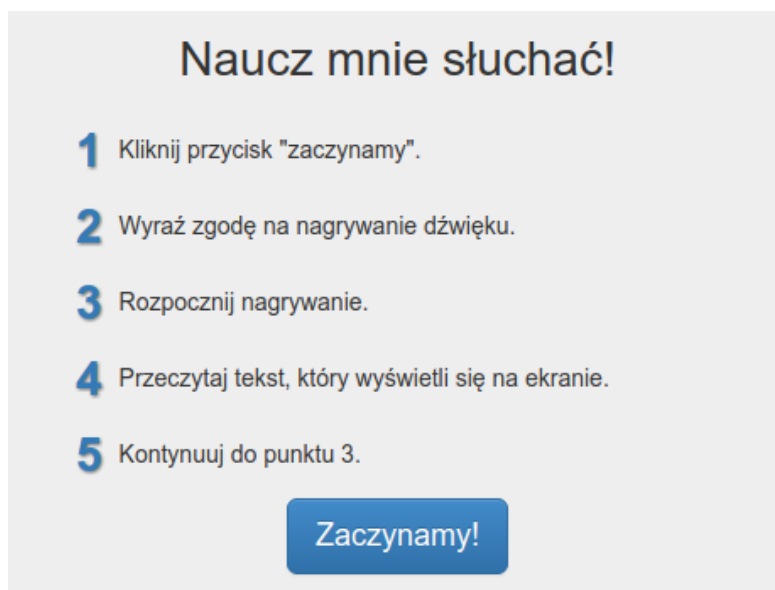 Naucz mnie słuchać!
1 Kliknij przycisk "zaczynamy".
2 Wyraź zgodę na nagrywanie dźwięku.
3 Rozpocznij nagrywanie.
4 Przeczytaj tekst, który wyświetli się na ekranie.
5 Kontynuuj do punktu 3.
Zaczynamy!